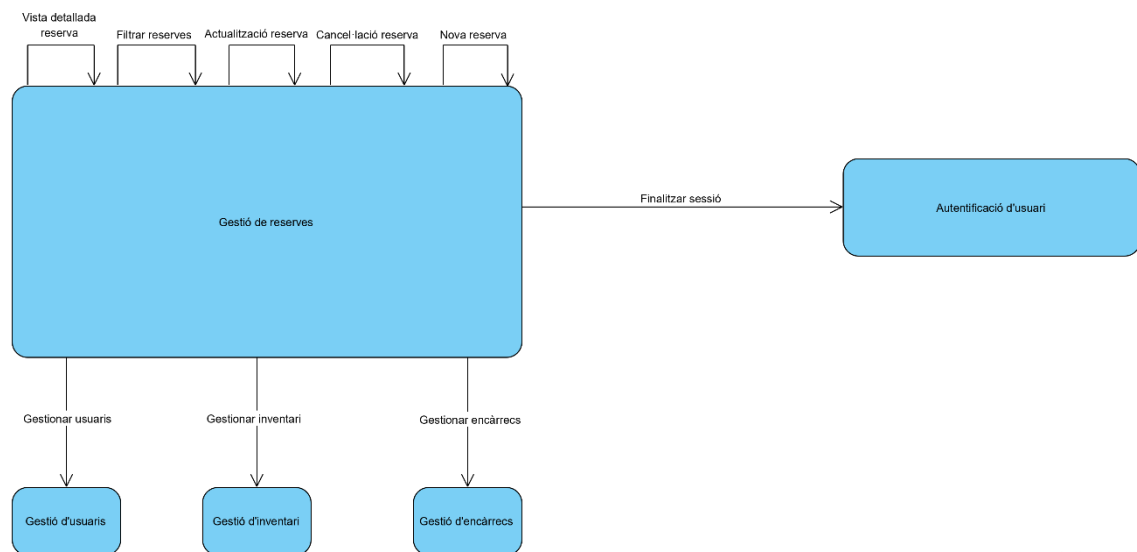 Vista detallada
reserva
Filtrar reserves
Actualització reserva
Cancel·lació reserva
Nova reserva
Gestió de reserves
Finalitzar sessió
Autentificació d'usuari
Gestionar usuaris
Gestionar inventari
Gestionar encàrrecs
Gestió d'usuaris
Gestió d'inventari
Gestió d'encàrrecs